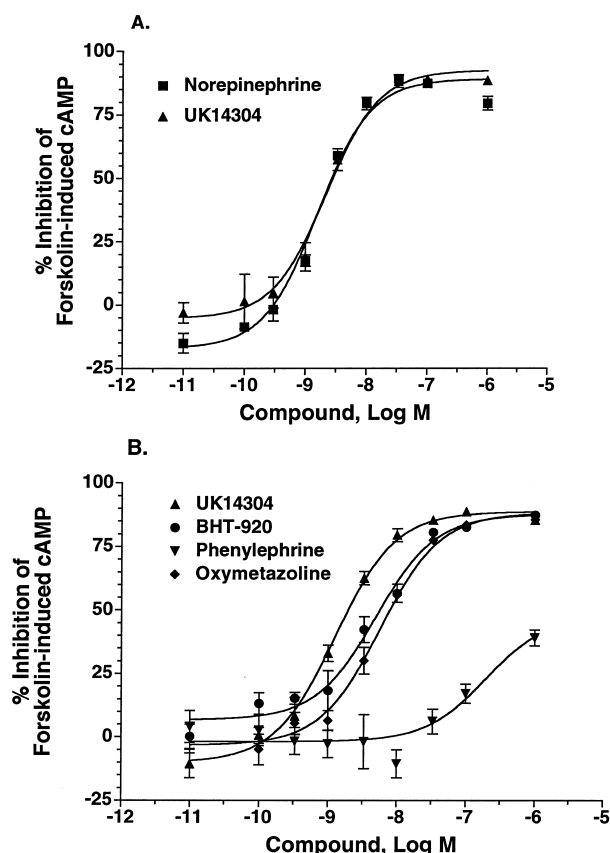 A.
100
75
50
25
0
-25
% Inhibition of
Forskolin-induced cAMP
Norepinephrine
UK14304
-12 -11 -10 -9 -8 -7 -6 -5
Compound, Log M
B.
100
75
50
25
0
-25
% Inhibition of
Forskolin-induced cAMP
UK14304
BHT-920
Phenylephrine
Oxymetazoline
-12 -11 -10 -9 -8 -7 -6 -5
Compound, Log M